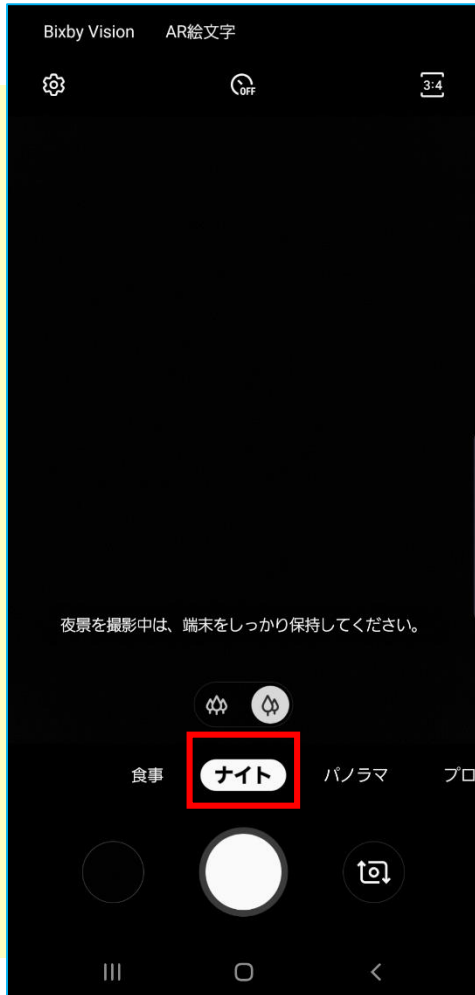 Bixby Vision AR絵文字
OFF 3:4
夜景を撮影中は、端末をしっかり保持してください。
食事 ナイト パノラマ プロ